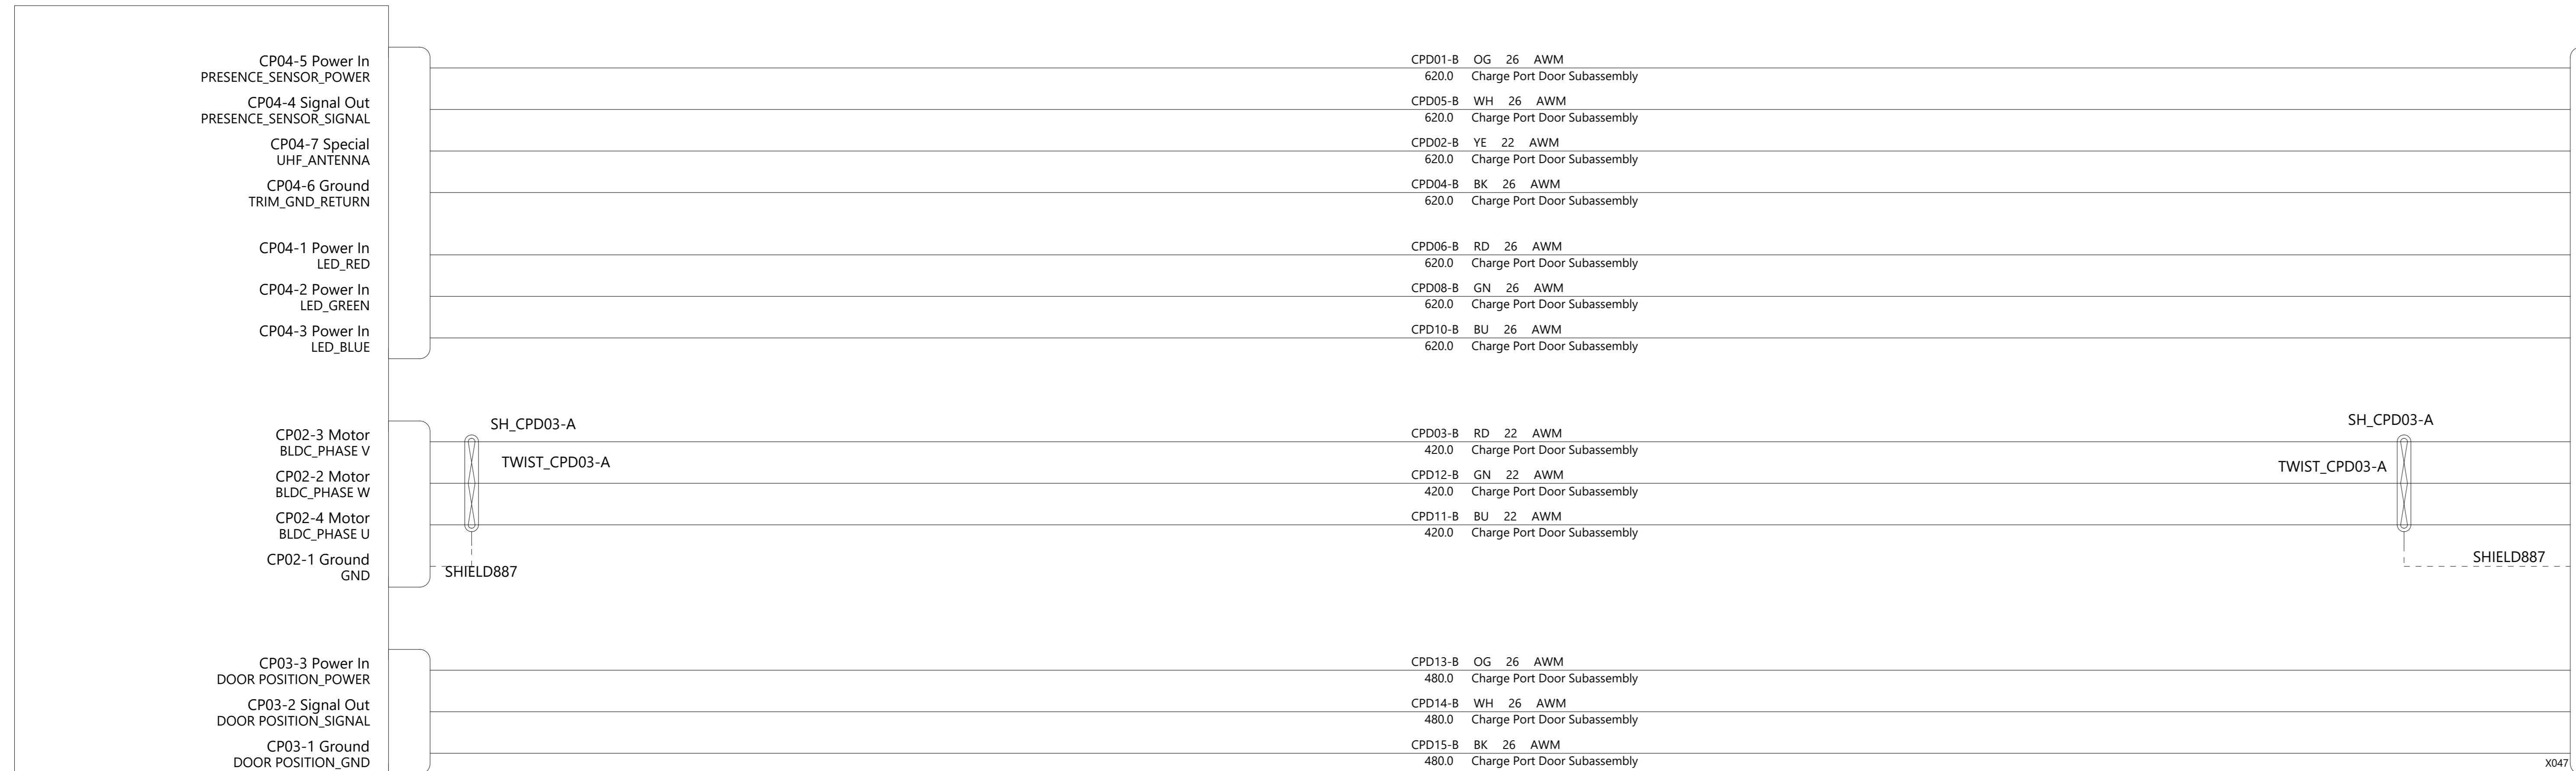 CP04-5 Power In
PRESENCE_SENSOR_POWER
CPD01-B OG 26 AWM
620.0 Charge Port Door Subassembly
CP04-4 Signal Out
PRESENCE_SENSOR_SIGNAL
CPD05-B WH 26 AWM
620.0 Charge Port Door Subassembly
CP04-7 Special
UHF_ANTENNA
CPD02-B YE 22 AWM
620.0 Charge Port Door Subassembly
CP04-6 Ground
TRIM_GND_RETURN
CPD04-B BK 26 AWM
620.0 Charge Port Door Subassembly
CP04-1 Power In
LED_RED
CPD06-B RD 26 AWM
620.0 Charge Port Door Subassembly
CP04-2 Power In
LED_GREEN
CPD08-B GN 26 AWM
620.0 Charge Port Door Subassembly
CP04-3 Power In
LED_BLUE
CPD10-B BU 26 AWM
620.0 Charge Port Door Subassembly
SH_CPD03-A
SH_CPD03-A
CP02-3 Motor
BLDC_PHASE V
CPD03-B RD 22 AWM
420.0 Charge Port Door Subassembly
TWIST_CPD03-A
TWIST_CPD03-A
CP02-2 Motor
BLDC_PHASE W
CPD12-B GN 22 AWM
420.0 Charge Port Door Subassembly
CP02-4 Motor
BLDC_PHASE U
CPD11-B BU 22 AWM
420.0 Charge Port Door Subassembly
CP02-1 Ground
GND
SHIELD887
SHIELD887
CP03-3 Power In
DOOR POSITION_POWER
CPD13-B OG 26 AWM
480.0 Charge Port Door Subassembly
CP03-2 Signal Out
DOOR POSITION_SIGNAL
CPD14-B WH 26 AWM
480.0 Charge Port Door Subassembly
CP03-1 Ground
DOOR POSITION_GND
CPD15-B BK 26 AWM
480.0 Charge Port Door Subassembly
X047